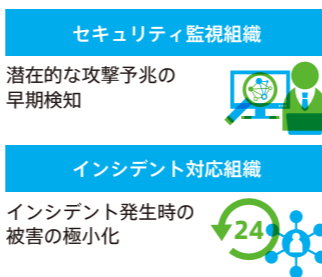 セキュリティ監視組織
潜在的な攻撃予兆の
早期検知
インシデント対応組織
インシデント発生時の
被害の極小化
24